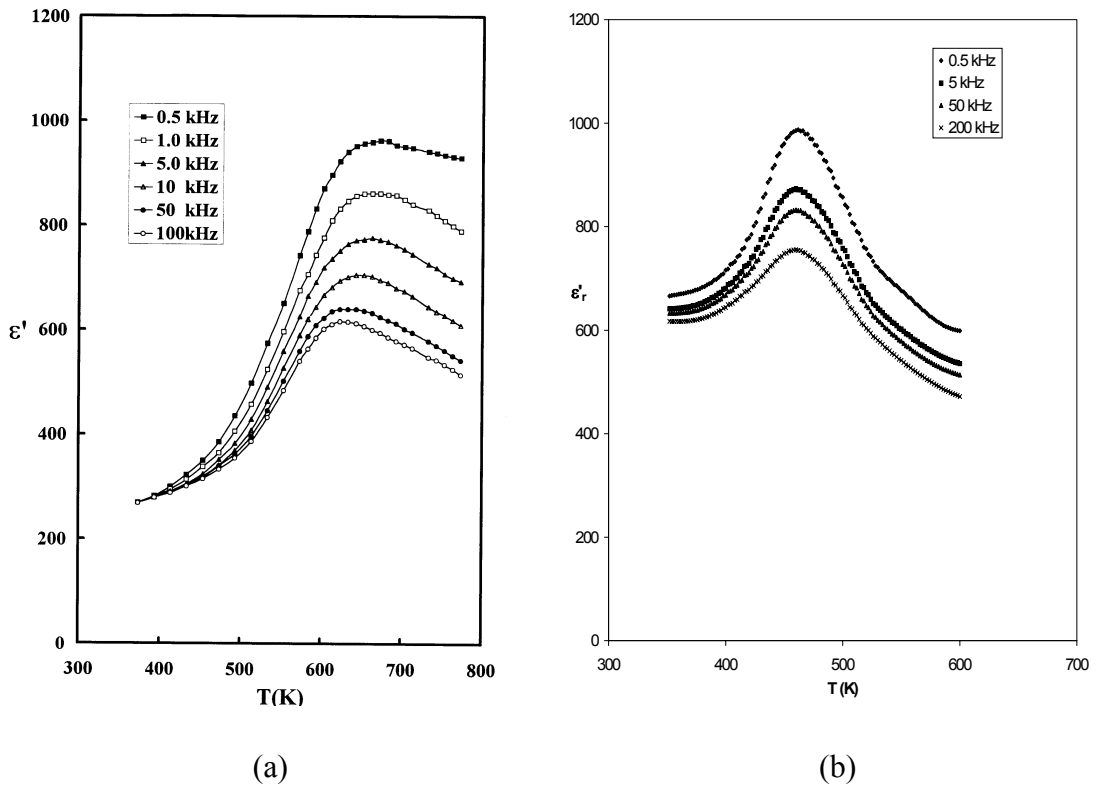 1200
1000
800
600
400
200
0
ε'
0.5 kHz
1.0 kHz
5.0 kHz
10 kHz
50 kHz
100kHz
300 400 500 600 700 800
T(K)
(a)
1200
1000
800
600
400
200
0
ε'r
0.5 kHz
5 kHz
50 kHz
200 kHz
300 400 500 600 700
T (K)
(b)